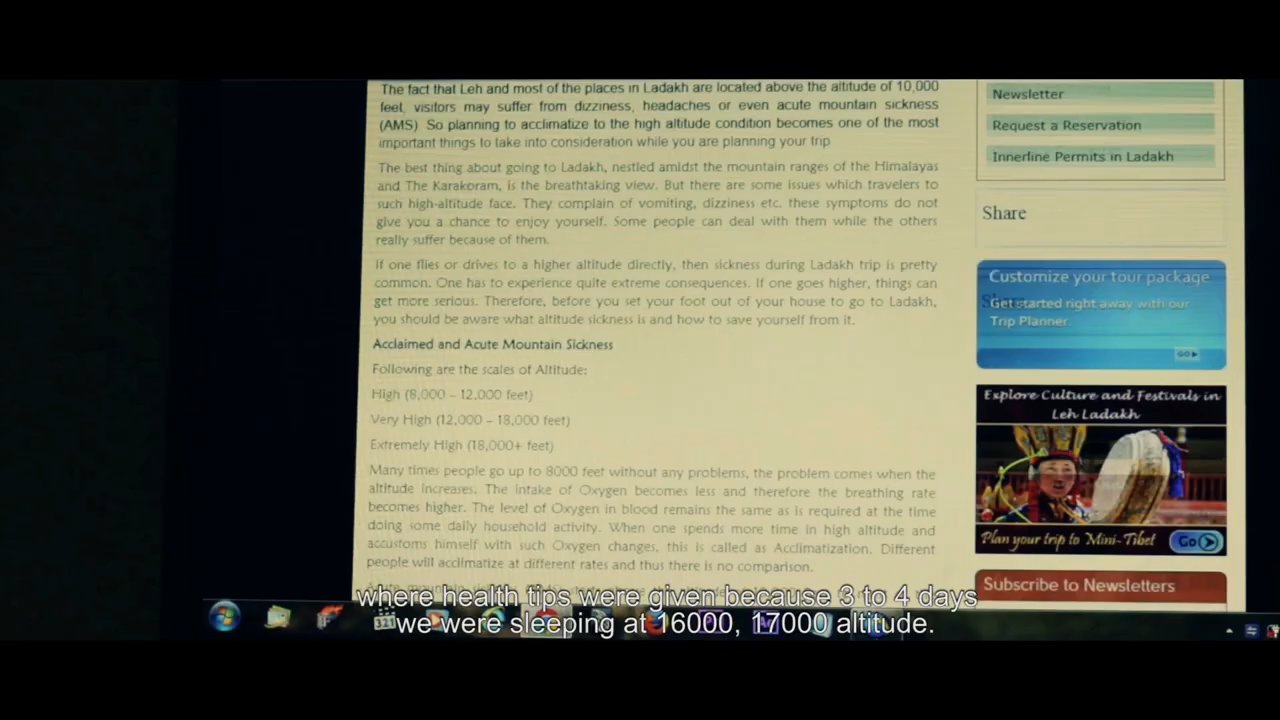 The fact that Leh and most of the places in Ladakh are located above the altitude of 10,000
feet, visitors may suffer from dizziness, headaches or even acute mountain sickness
(AMS) So planning to acclimatize to the high altitude condition becomes one of the most
important things to take into consideration while you are planning your trip
The best thing about going to Ladakh, nestled amidst the mountain ranges of the Himalayas
and The Karakoram, is the breathtaking view. But there are some issues which travelers to
such high-altitude face. They complain of vomiting, dizziness etc. these symptoms do not
give you a chance to enjoy yourself. Some people can deal with them while the others
really suffer because of them.
If one flies or drives to a higher altitude directly, then sickness during Ladakh trip is pretty
common. One has to experience quite extreme consequences. If one goes higher, things can
get more serious. Therefore, before you set your foot out of your house to go to Ladakh,
you should be aware what altitude sickness is and how to save yourself from it.
Acclaimed and Acute Mountain Sickness
Following are the scales of Altitude:
High (8,000 – 12,000 feet)
Very High (12,000 – 18,000 feet)
Extremely High (18,000+ feet)
Many times people go up to 8000 feet without any problems, the problem comes when the
altitude increases. The intake of Oxygen becomes less and therefore the breathing rate
becomes higher. The level of Oxygen in blood remains the same as is required at the time
doing some daily household activity. When one spends more time in high altitude and
accustoms himself with such Oxygen changes, this is called as Acclimatization. Different
people will acclimatize at different rates and thus there is no comparison.
Newsletter
Request a Reservation
Innerline Permits in Ladakh
Share
Customize your tour package
Get started right away with our
Trip Planner
GO
Explore Culture and Festivals in
Leh Ladakh
Plan your trip to Mini-Tibet
Go
Subscribe to Newsletters
where health tips were given because 3 to 4 days
we were sleeping at 16000, 17000 altitude.